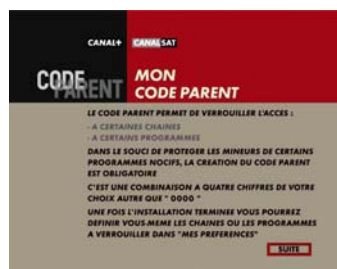 CANAL+ CANALSAT
CODE PARENT
MON
CODE PARENT
LE CODE PARENT PERMET DE VERROUILLER L'ACCES :
- A CERTAINES CHAINES
- A CERTAINS PROGRAMMES
DANS LE SOUCI DE PROTEGER LES MINEURS DE CERTAINS
PROGRAMMES NOCIFS, LA CREATION DU CODE PARENT
EST OBLIGATOIRE
C'EST UNE COMBINAISON A QUATRE CHIFFRES DE VOTRE
CHOIX AUTRE QUE " 0000 "
UNE FOIS L'INSTALLATION TERMINEE VOUS POURREZ
DEFINIR VOUS-MEME LES CHAINES OU LES PROGRAMMES
A VERROUILLER DANS "MES PREFERENCES"
SUITE